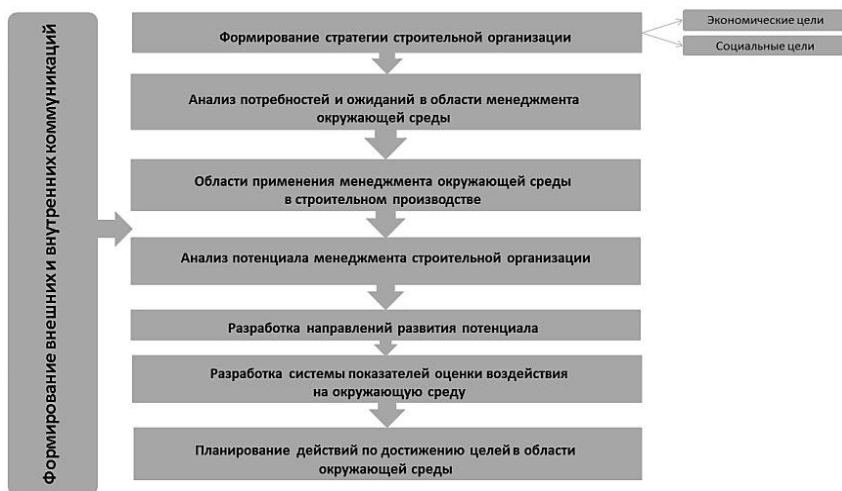 Формирование внешних и внутренних коммуникаций
Формирование стратегии строительной организации
Экономические цели
Социальные цели
Анализ потребностей и ожиданий в области менеджмента
окружающей среды
Области применения менеджмента окружающей среды
в строительном производстве
Анализ потенциала менеджмента строительной организации
Разработка направлений развития потенциала
Разработка системы показателей оценки воздействия
на окружающую среду
Планирование действий по достижению целей в области
окружающей среды